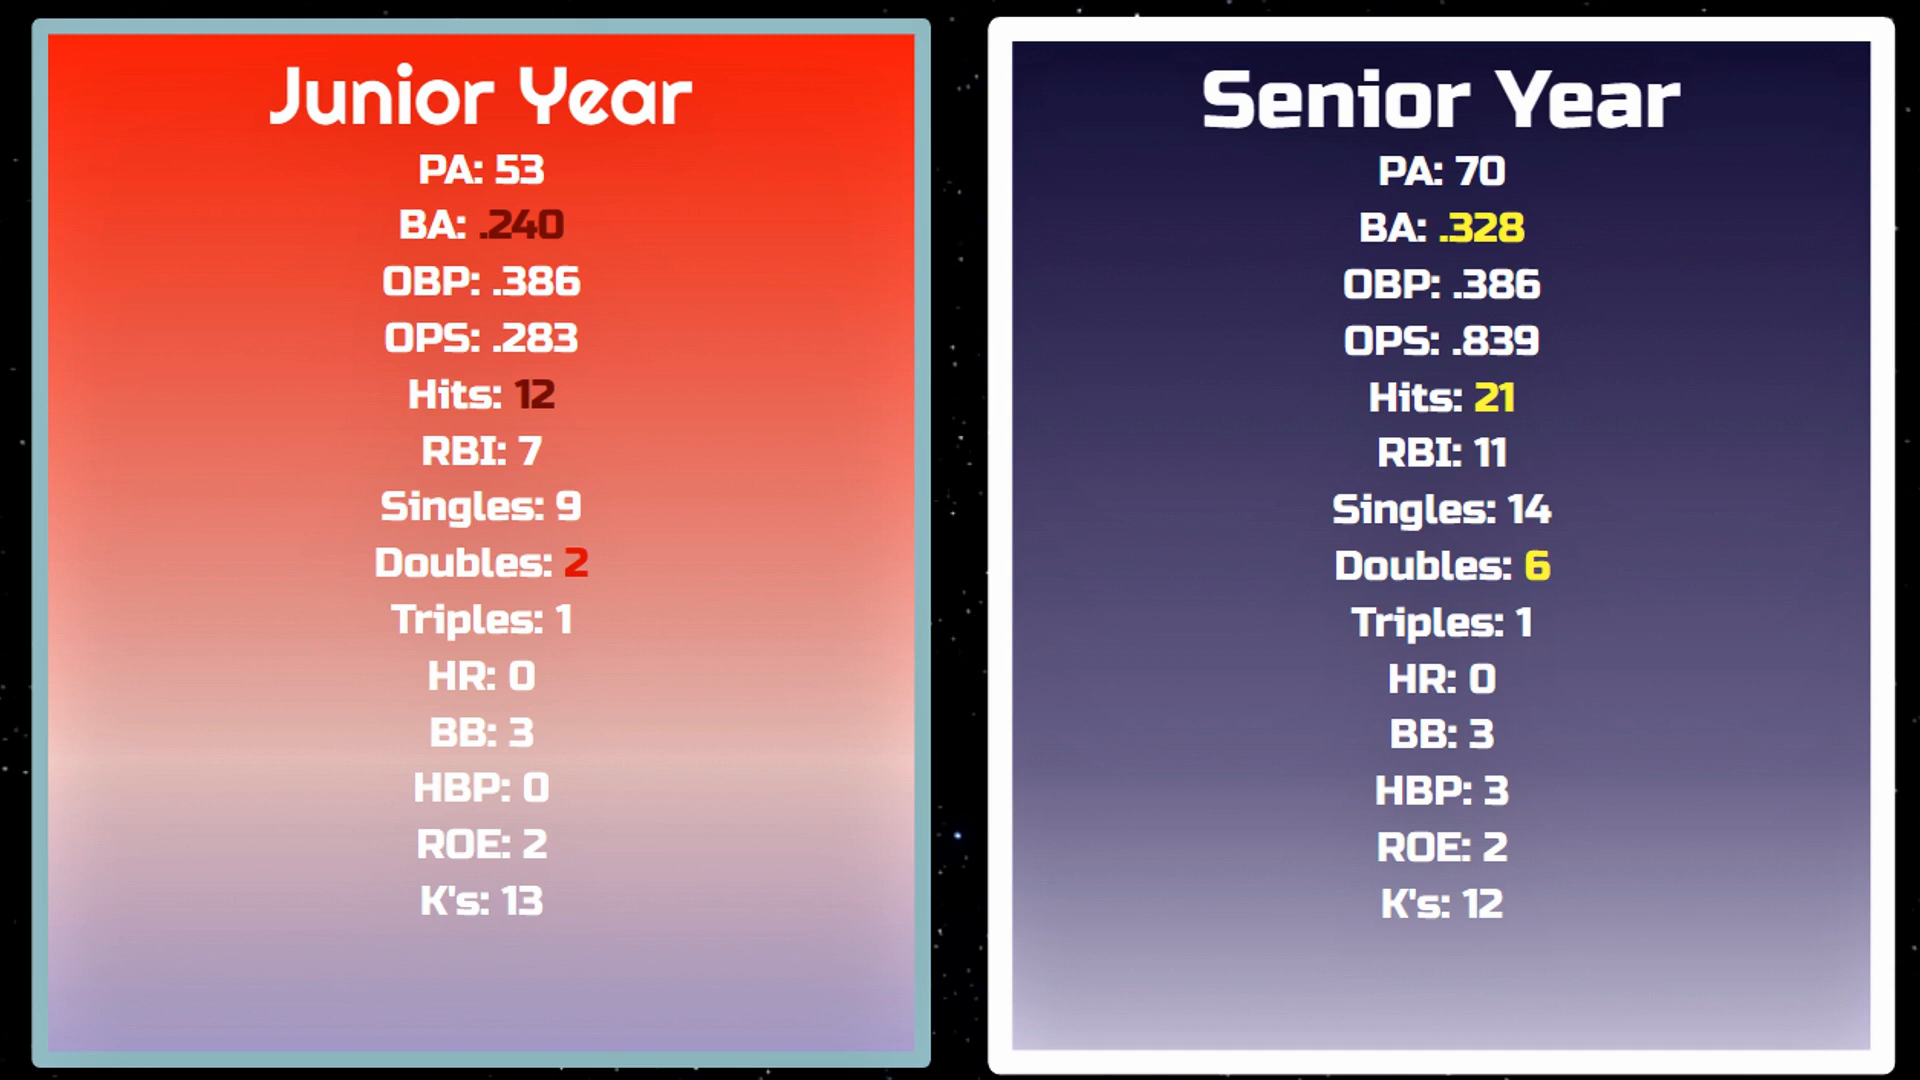 Junior Year
PA: 53
BA: .240
OBP: .386
OPS: .283
Hits: 12
RBI: 7
Singles: 9
Doubles: 2
Triples: 1
HR: 0
BB: 3
HBP: 0
ROE: 2
K's: 13
Senior Year
PA: 70
BA: .328
OBP: .386
OPS: .839
Hits: 21
RBI: 11
Singles: 14
Doubles: 6
Triples: 1
HR: 0
BB: 3
HBP: 3
ROE: 2
K's: 12